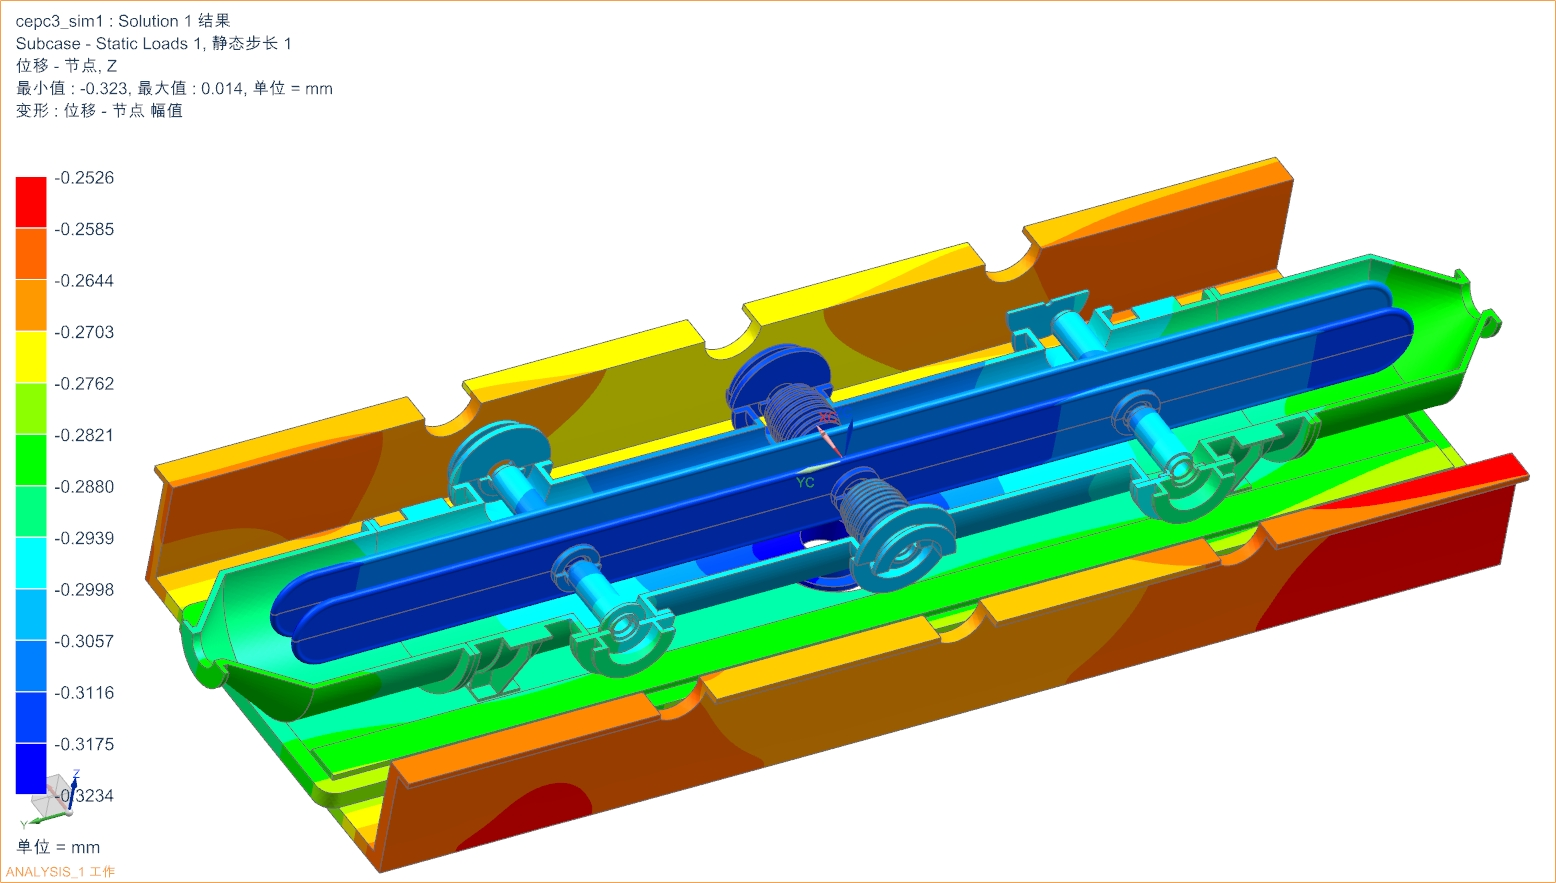 cepc3_sim1 : Solution 1 结果
Subcase - Static Loads 1, 静态步长 1
位移 - 节点, Z
最小值 : -0.323, 最大值 : 0.014, 单位 = mm
变形 : 位移 - 节点 幅值
-0.2526
-0.2585
-0.2644
-0.2703
-0.2762
-0.2821
-0.2880
-0.2939
-0.2998
-0.3057
-0.3116
-0.3175
-0.3234
XC
YC
Z
Y
单位 = mm
ANALYSIS_1 工作